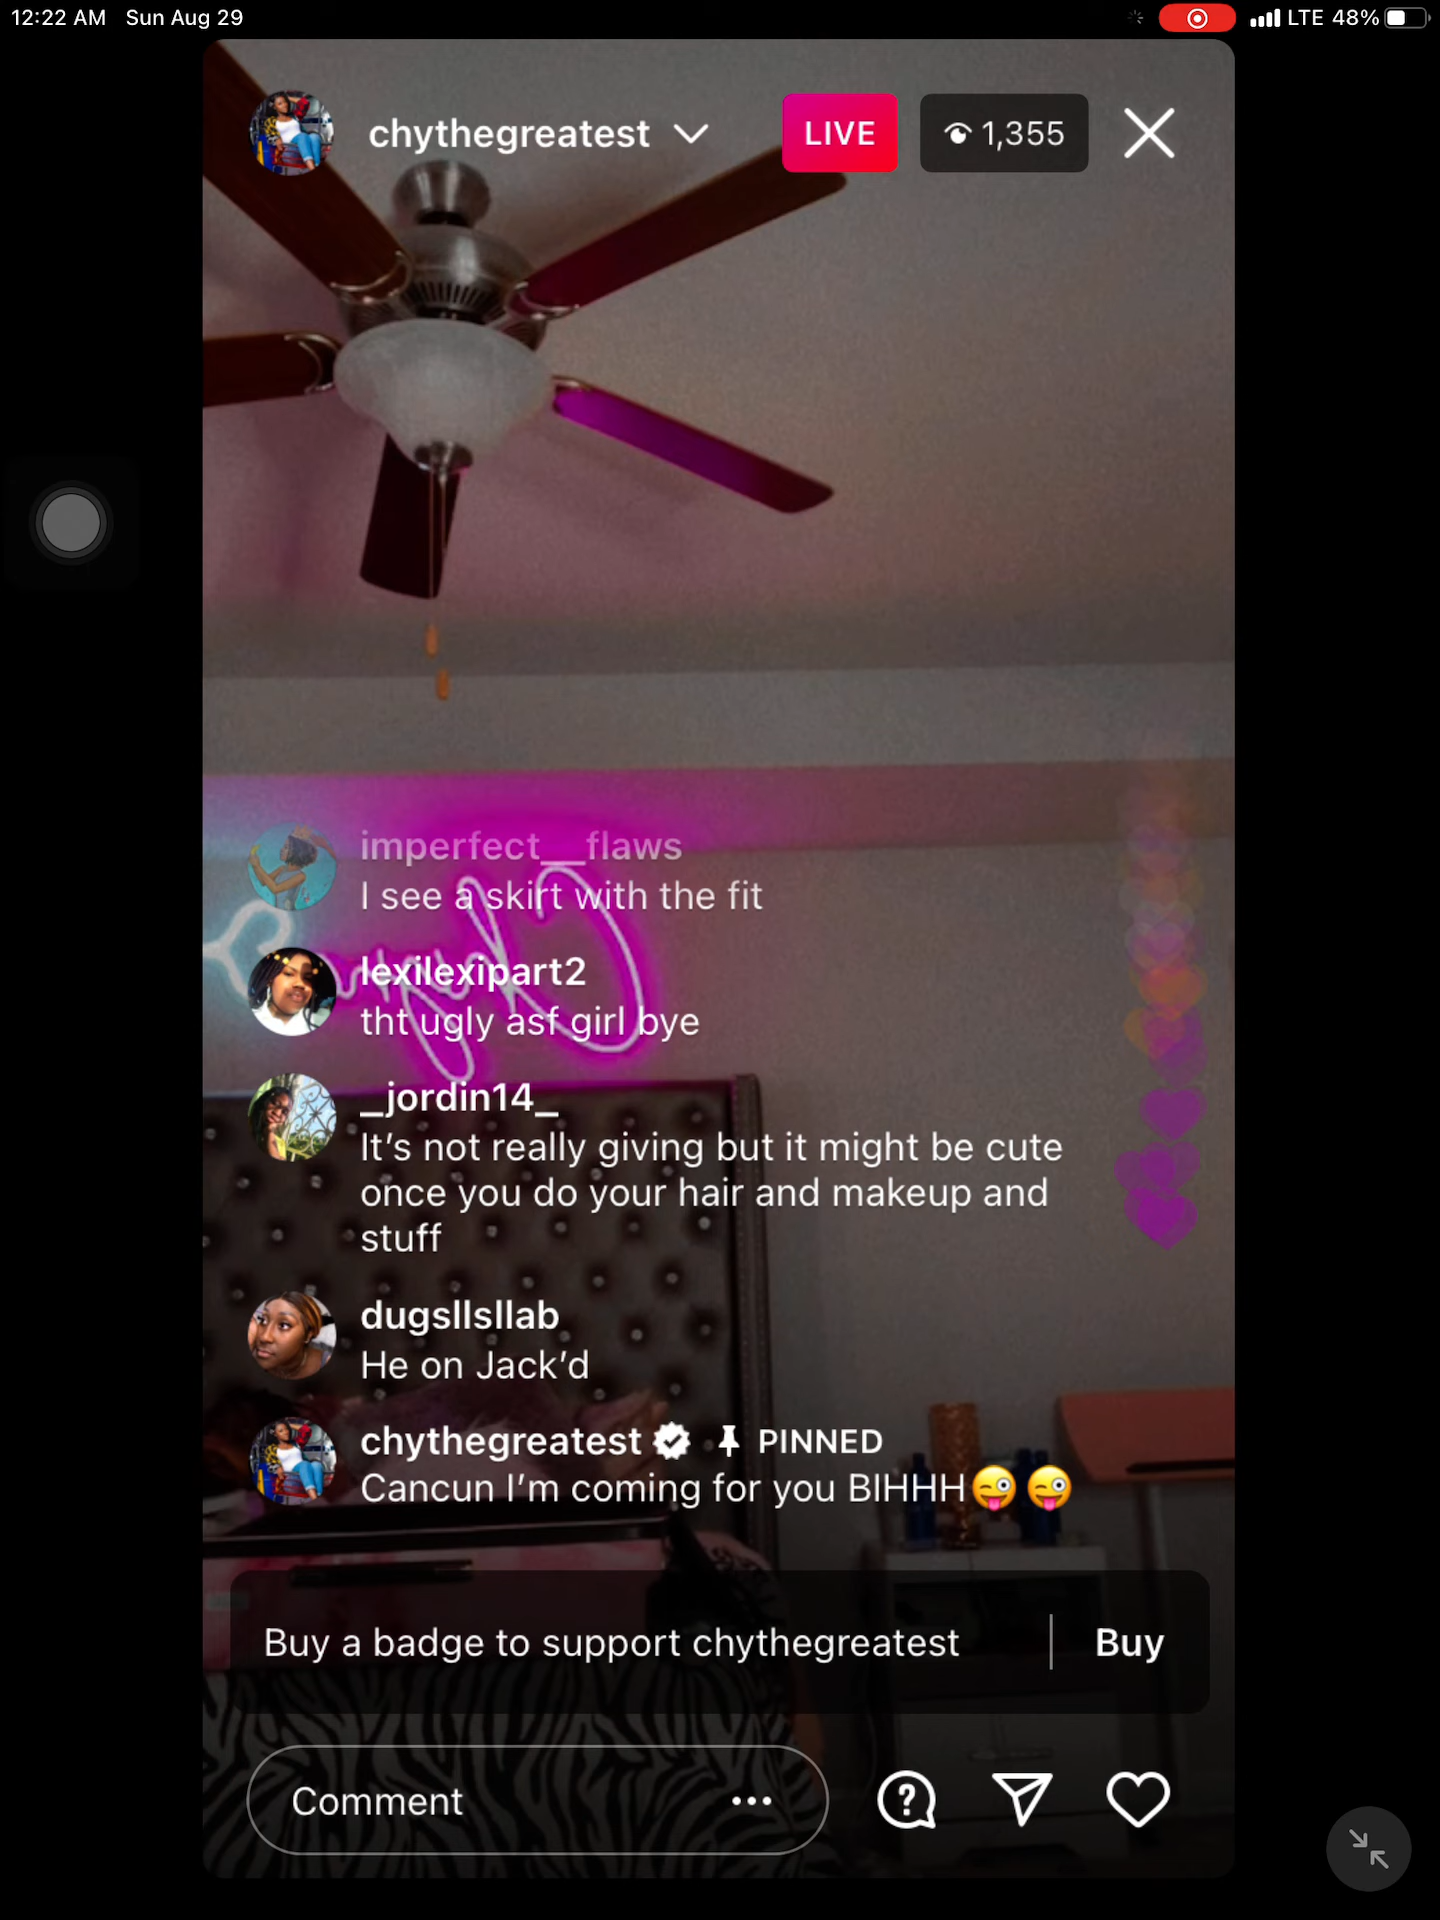 12:22 AM Sun Aug 29
LTE 48%
chythegreatest
LIVE
1,355
imperfect__flaws
I see a skirt with the fit
lexilexipart2
tht ugly asf girl bye
_jordin14_
It’s not really giving but it might be cute
once you do your hair and makeup and
stuff
dugsllsllab
He on Jack’d
chythegreatest PINNED
Cancun I’m coming for you BIHHH😜😜
Buy a badge to support chythegreatest | Buy
Comment